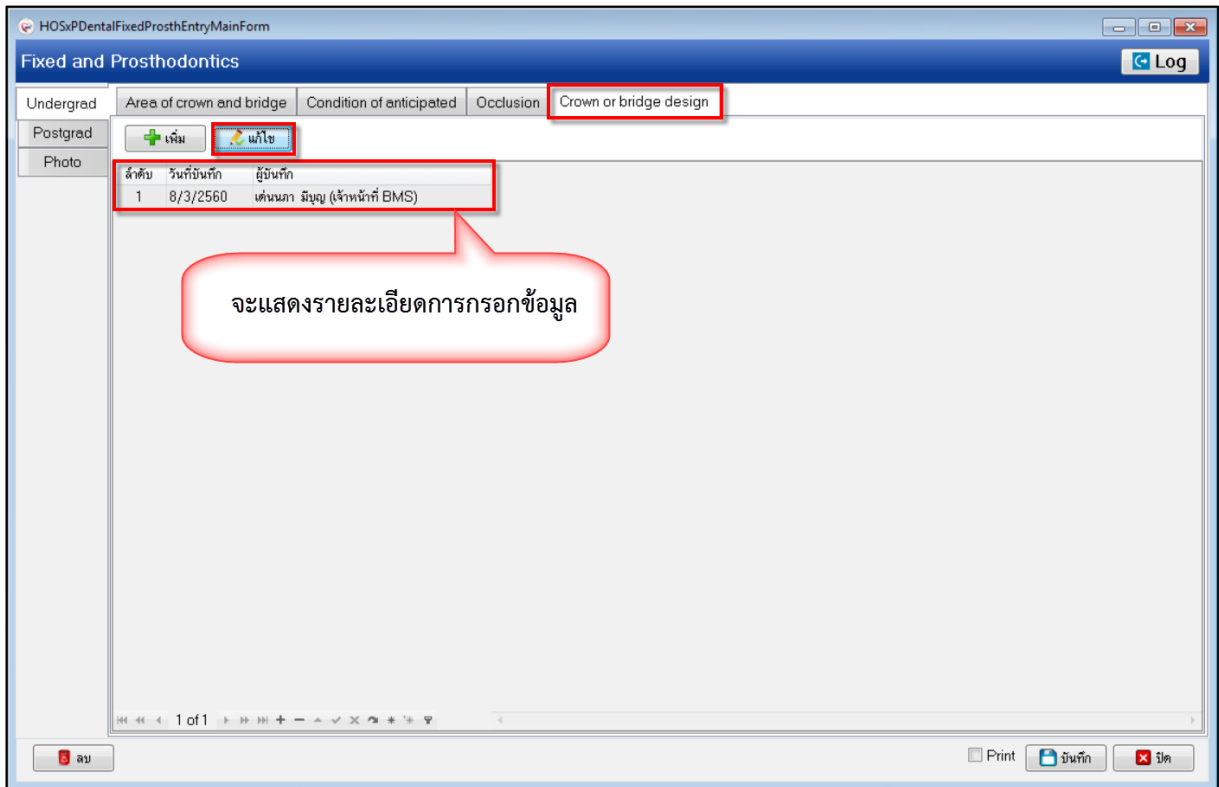 HOSxPDentalFixedProsthEntryMainForm
Fixed and Prosthodontics
Log
Undergrad
Postgrad
Photo
Area of crown and bridge Condition of anticipated Occlusion Crown or bridge design
เพิ่ม แก้ไข
ลำดับ วันที่บันทึก ผู้บันทึก
1 8/3/2560 เด่นนภา มีบุญ (เจ้าหน้าที่ BMS)
จะแสดงรายละเอียดการกรอกข้อมูล
1 of 1
ลบ Print บันทึก ปิด